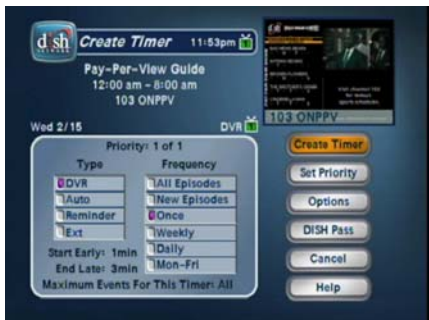 dish
NETWORK
Create Timer 11:53pm 1
Pay-Per-View Guide
12:00 am - 8:00 am
103 ONPPV
103 ONPPV
Wed 2/15 DVR 1
Priority: 1 of 1
Type Frequency
DVR All Episodes
Auto New Episodes
Reminder Once
Ext Weekly
Daily
Mon-Fri
Start Early: 1min
End Late: 3min
Maximum Events For This Timer: All
Create Timer
Set Priority
Options
DISH Pass
Cancel
Help